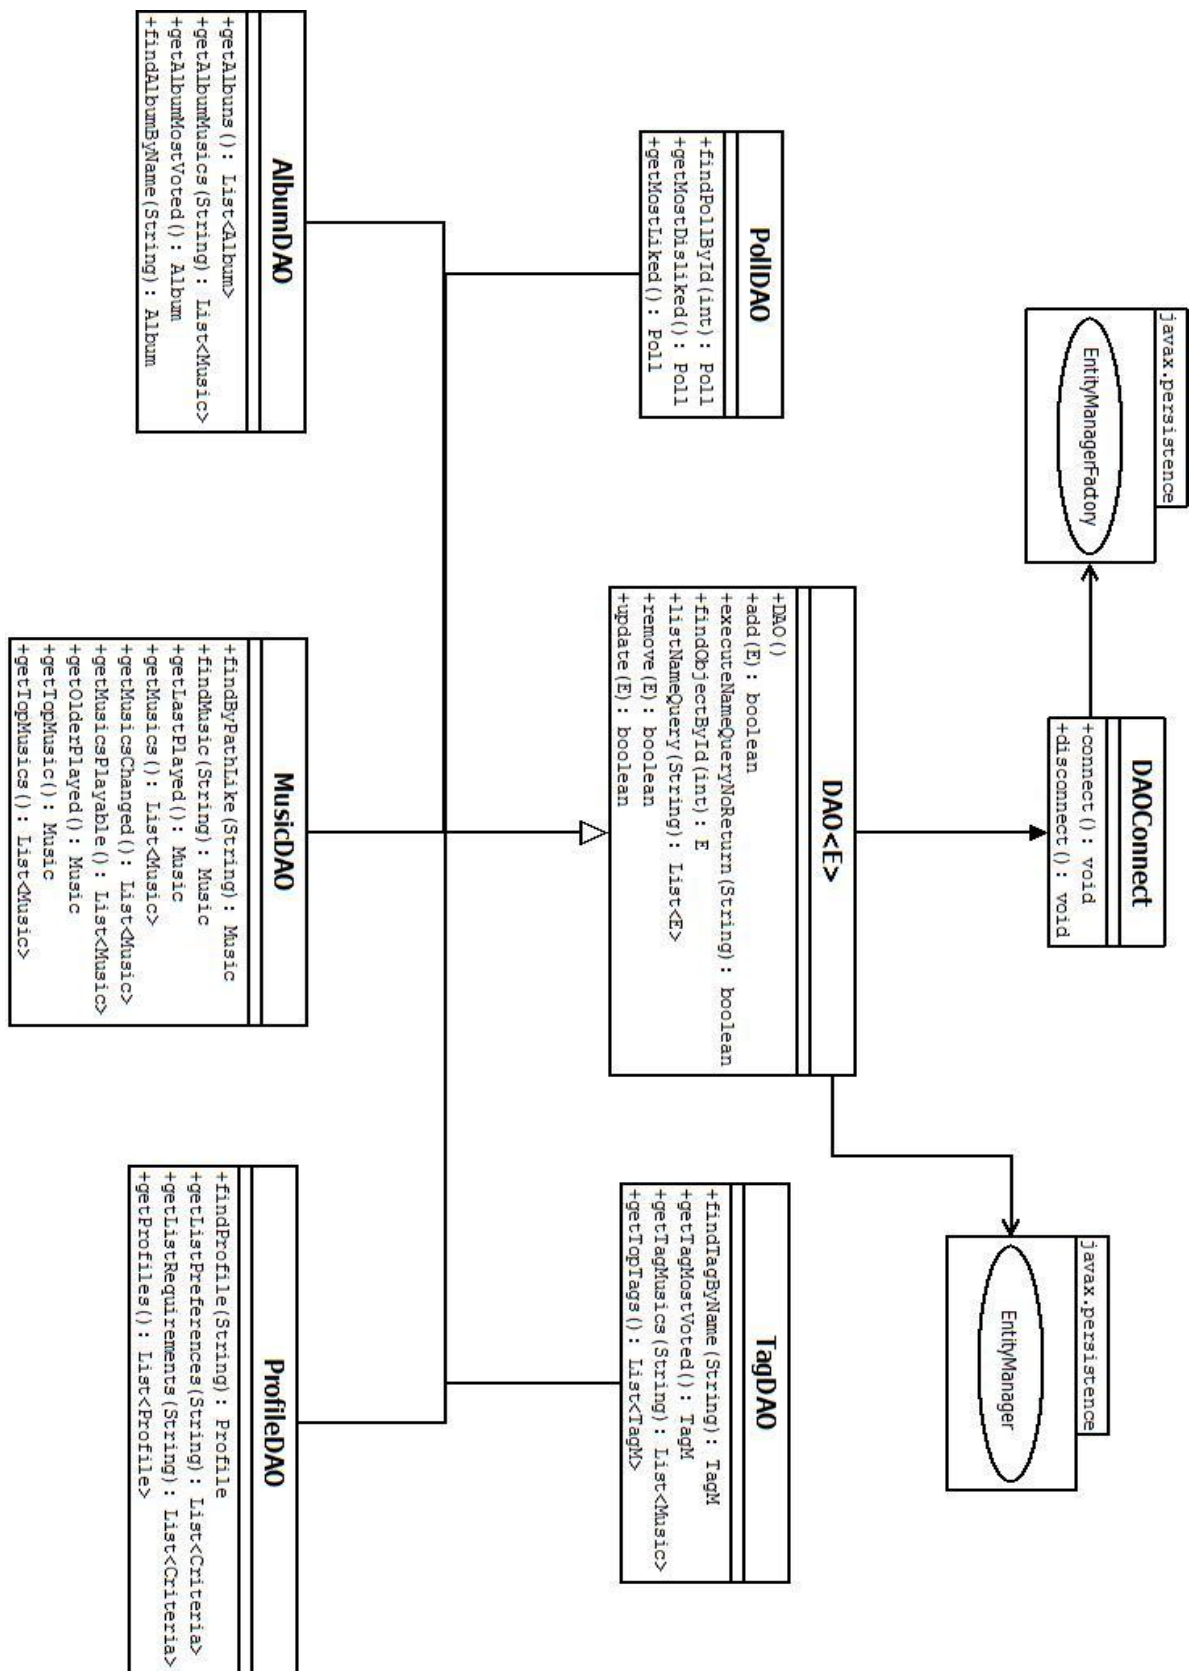 javax.persistence
EntityManagerFactory
DAOConnect
+connect(): void
+disconnect(): void
javax.persistence
EntityManager
PollDAO
+findPollById(int): Poll
+getMostDisliked(): Poll
+getMostLiked(): Poll
DAO<E>
+DAO()
+add(E): boolean
+executeNameQueryNoReturn(String): boolean
+findObjectById(int): E
+listNameQuery(String): List<E>
+remove(E): boolean
+update(E): boolean
TagDAO
+findTagByName(String): TagM
+getTagMostVoted(): TagM
+getTagMusics(String): List<Music>
+getTopTags(): List<TagM>
AlbumDAO
+getAlbuns(): List<Album>
+getAlbumMusics(String): List<Music>
+getAlbumMostVoted(): Album
+findAlbumByName(String): Album
MusicDAO
+findByPathLike(String): Music
+findMusic(String): Music
+getLastPlayed(): Music
+getMusics(): List<Music>
+getMusicsChanged(): List<Music>
+getMusicsPlayable(): List<Music>
+getOlderPlayed(): Music
+getTopMusic(): Music
+getTopMusics(): List<Music>
ProfileDAO
+findProfile(String): Profile
+getListPreferences(String): List<Criteria>
+getListRequirements(String): List<Criteria>
+getProfiles(): List<Profile>